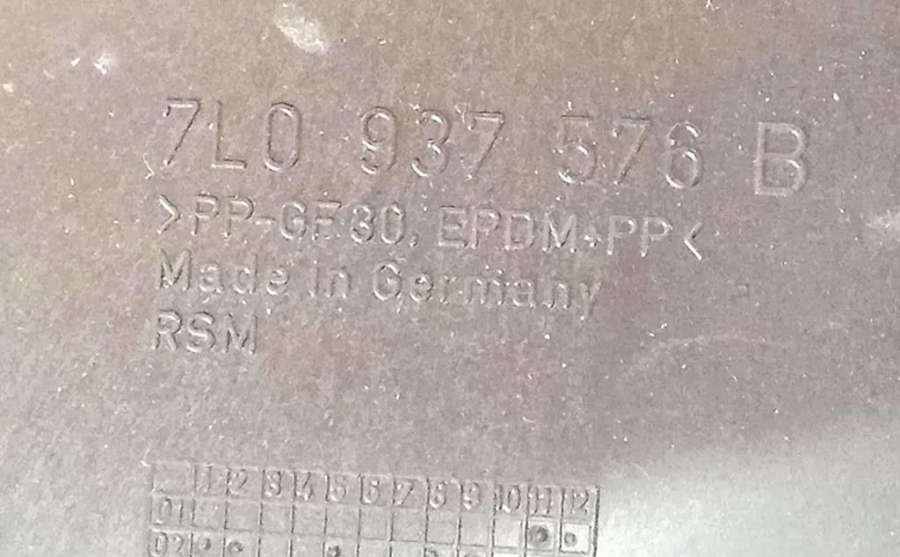 7L0 937 576 B
>PP-GF30, EPDM+PP<
Made in Germany
RSM
1 2 3 4 5 6 7 8 9 10 11 12
01
02